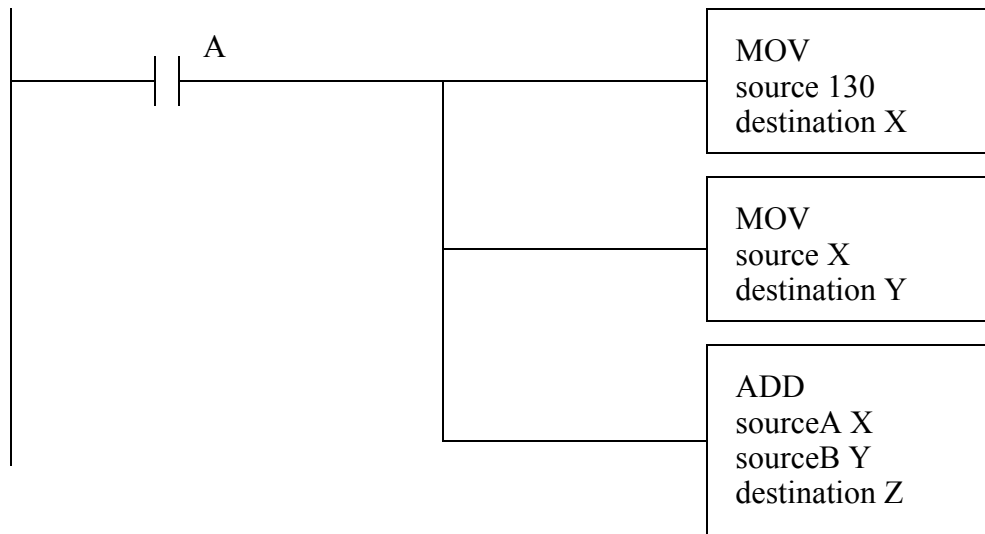 A
MOV
source 130
destination X
MOV
source X
destination Y
ADD
sourceA X
sourceB Y
destination Z